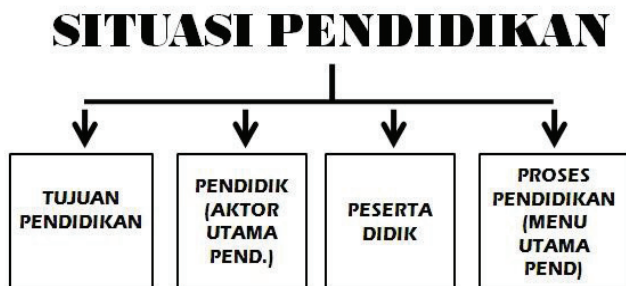 SITUASI PENDIDIKAN
TUJUAN
PENDIDIKAN
PENDIDIK
(AKTOR
UTAMA
PEND.)
PESERTA
DIDIK
PROSES
PENDIDIKAN
(MENU
UTAMA
PEND)